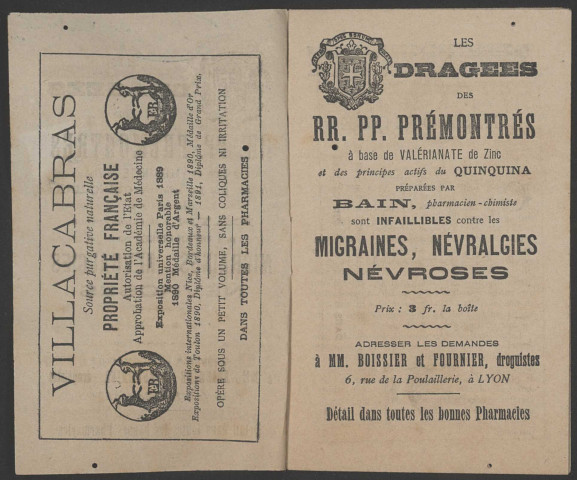 VILLACABRAS
Source purgative naturelle
PROPRIÉTÉ FRANÇAISE
Autorisation de l'Etat
Approbation de l'Académie de Médecine
Exposition universelle Paris 1889
Mention honorable
1890 Médaille d'Argent
Expositions internationales Nice, Bordeaux et Marseille 1890, Médaille d'Or
Expositions de Toulon 1890, Diplôme d'honneur — 1891, Diplôme de Grand Prix.
OPÈRE SOUS UN PETIT VOLUME, SANS COLIQUES NI IRRITATION
DANS TOUTES LES PHARMACIES
LES
DRAGEES
DES
RR. PP. PRÉMONTRÉS
à base de VALÉRIANATE de Zinc
et des principes actifs du QUINQUINA
PRÉPARÉES PAR
BAIN, pharmacien-chimiste
sont INFAILLIBLES contre les
MIGRAINES, NÉVRALGIES
NÉVROSES
Prix : 3 fr. la boîte
ADRESSER LES DEMANDES
à MM. BOISSIER et FOURNIER, droguistes
6, rue de la Poulaillerie, à LYON
Détail dans toutes les bonnes Pharmacies